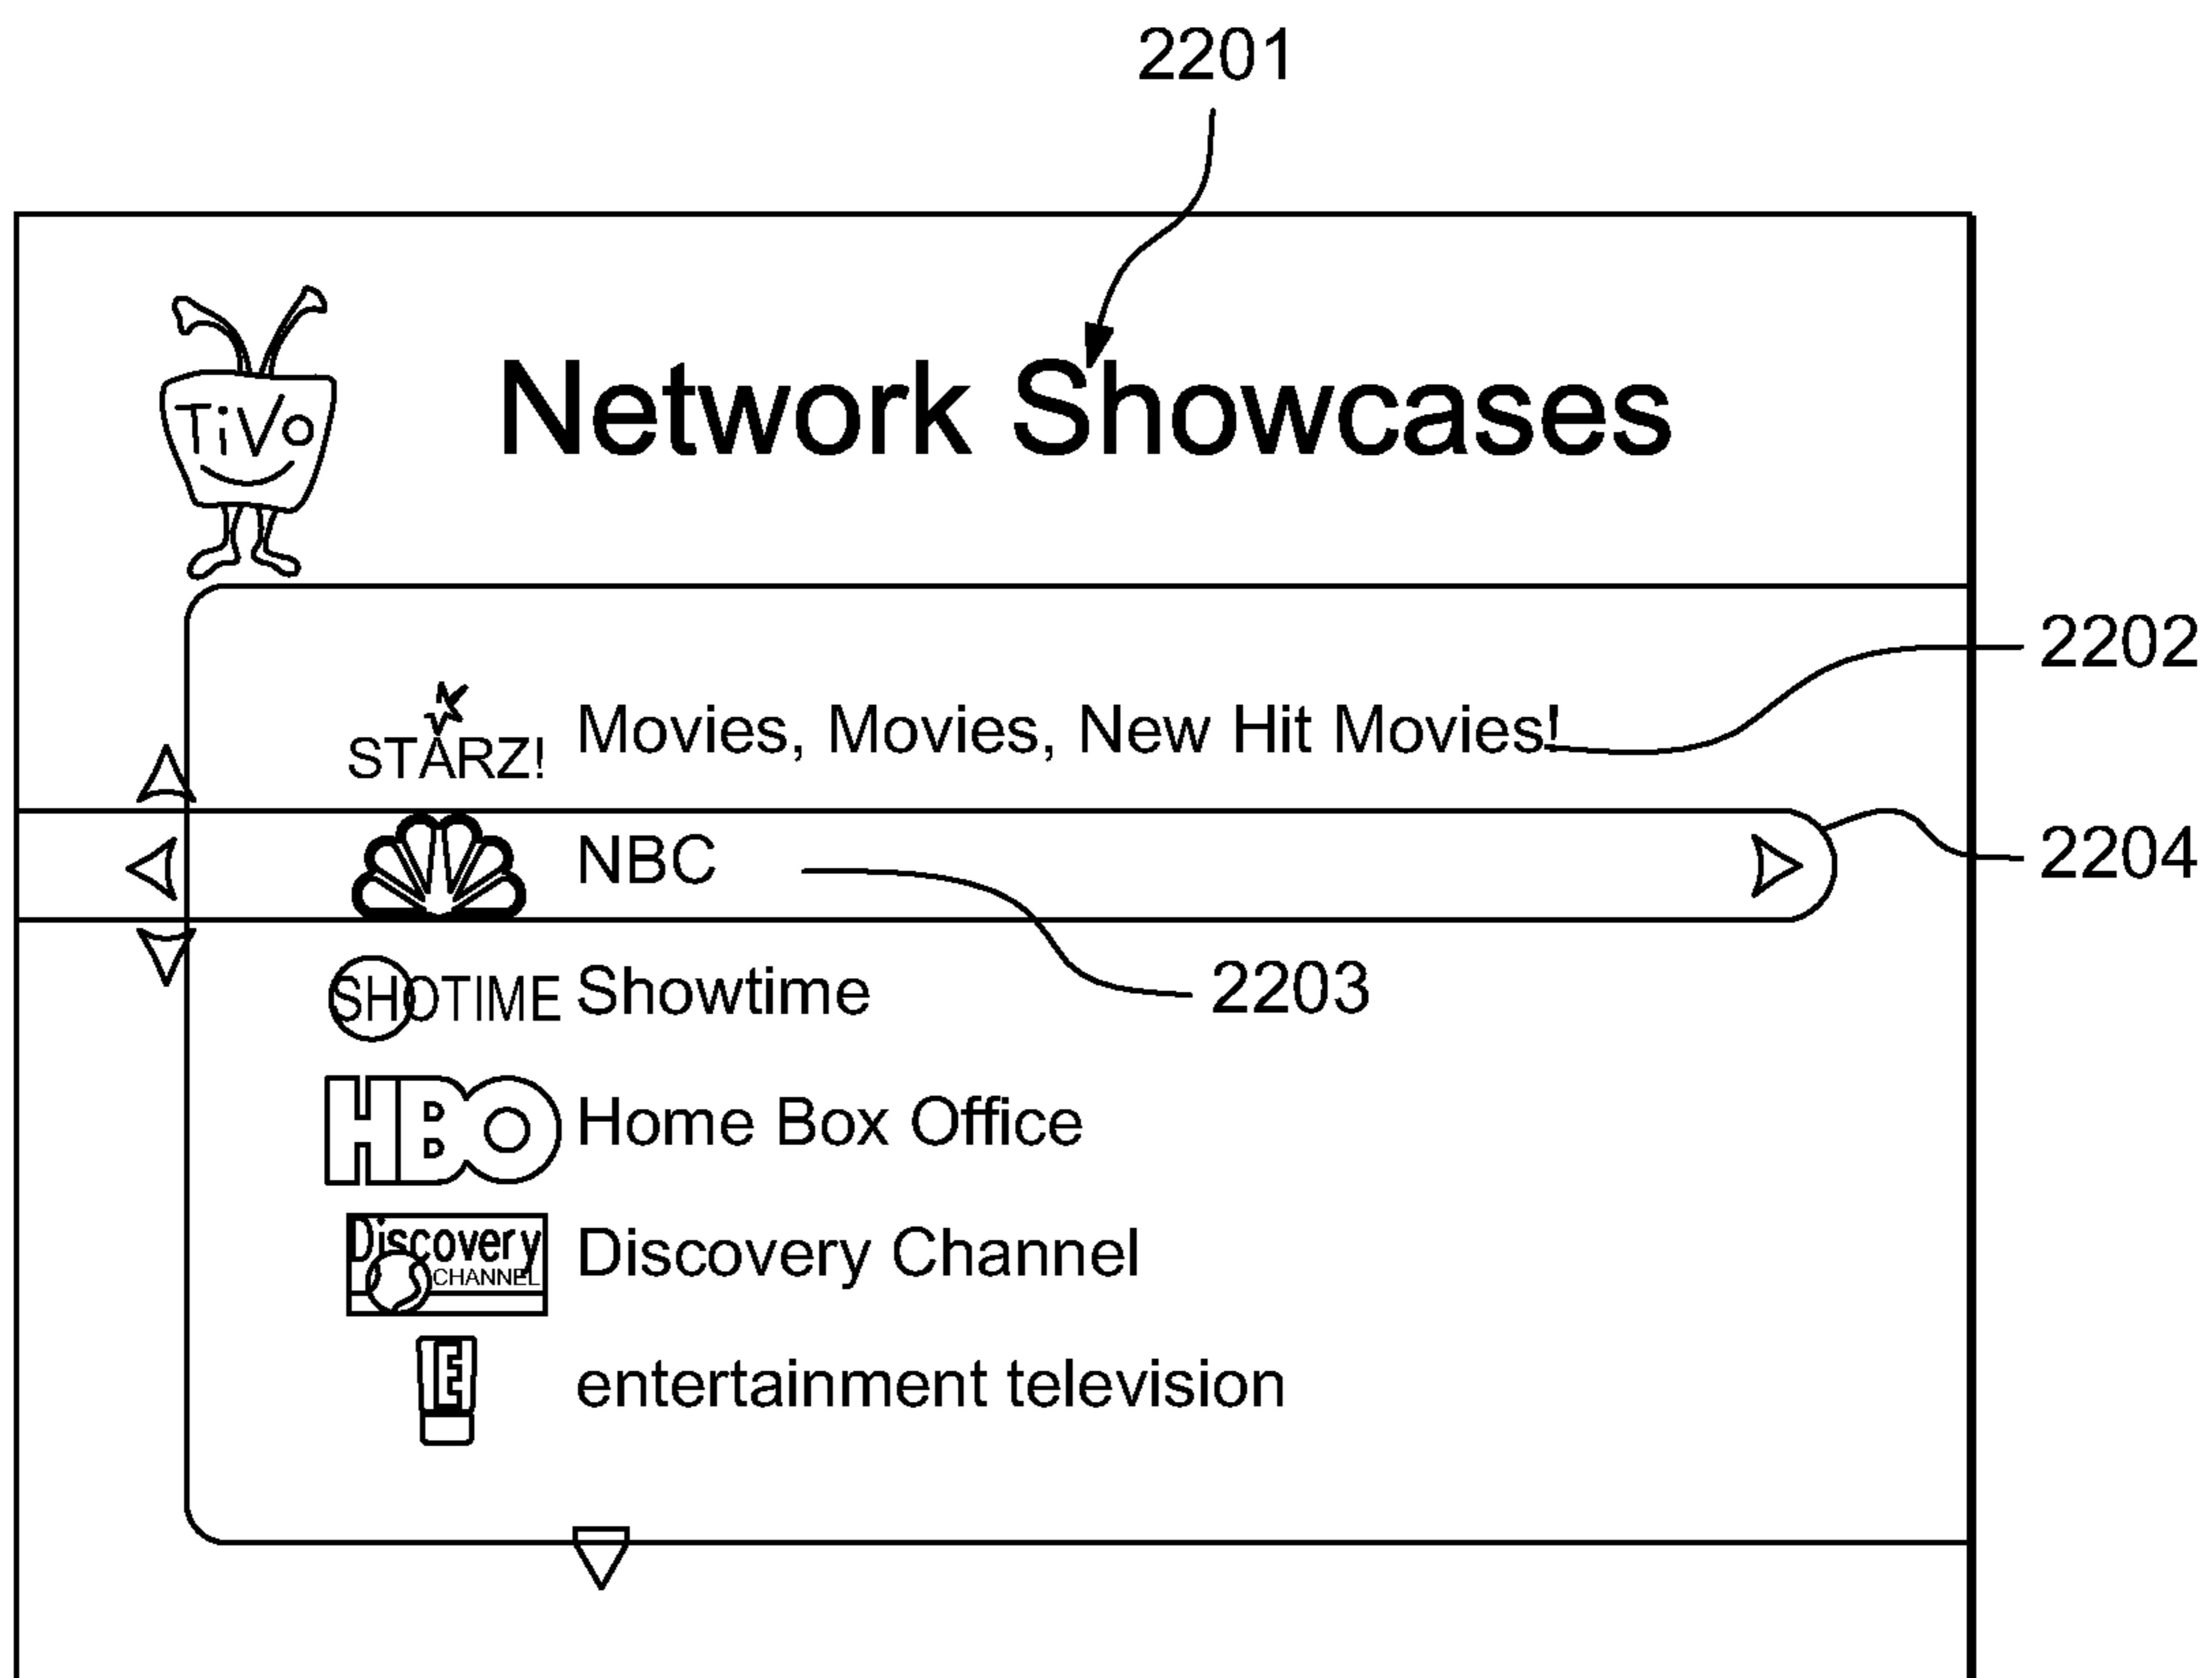 2201
TiVo
Network Showcases
2202
STARZ! Movies, Movies, New Hit Movies!
NBC
2204
SHOTIME Showtime
2203
HBO Home Box Office
Discovery CHANNEL Discovery Channel
E entertainment television